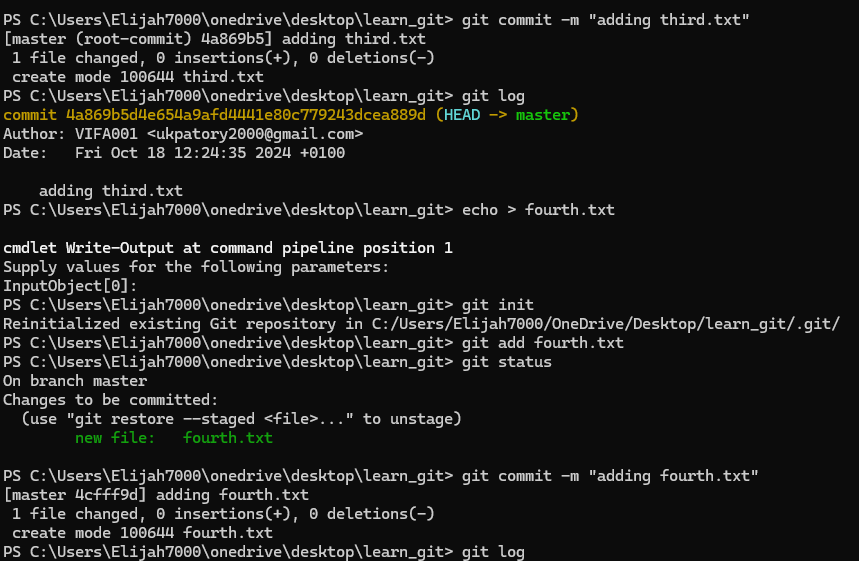 PS C:\Users\Elijah7000\onedrive\desktop\learn_git> git commit -m "adding third.txt"
[master (root-commit) 4a869b5] adding third.txt
 1 file changed, 0 insertions(+), 0 deletions(-)
 create mode 100644 third.txt
PS C:\Users\Elijah7000\onedrive\desktop\learn_git> git log
commit 4a869b5d4e654a9afd4441e80c779243dcea889d (HEAD -> master)
Author: VIFA001 <ukpatory2000@gmail.com>
Date:   Fri Oct 18 12:24:35 2024 +0100

    adding third.txt
PS C:\Users\Elijah7000\onedrive\desktop\learn_git> echo > fourth.txt

cmdlet Write-Output at command pipeline position 1
Supply values for the following parameters:
InputObject[0]:
PS C:\Users\Elijah7000\onedrive\desktop\learn_git> git init
Reinitialized existing Git repository in C:/Users/Elijah7000/OneDrive/Desktop/learn_git/.git/
PS C:\Users\Elijah7000\onedrive\desktop\learn_git> git add fourth.txt
PS C:\Users\Elijah7000\onedrive\desktop\learn_git> git status
On branch master
Changes to be committed:
  (use "git restore --staged <file>..." to unstage)
        new file:   fourth.txt

PS C:\Users\Elijah7000\onedrive\desktop\learn_git> git commit -m "adding fourth.txt"
[master 4cfff9d] adding fourth.txt
 1 file changed, 0 insertions(+), 0 deletions(-)
 create mode 100644 fourth.txt
PS C:\Users\Elijah7000\onedrive\desktop\learn_git> git log